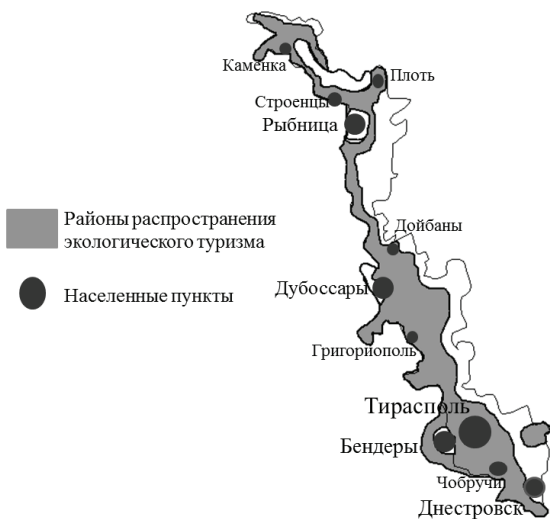 Каменка
Плоть
Строенцы
Рыбница
Районы распространения
экологического туризма
Дойбаны
Населенные пункты
Дубоссары
Григориополь
Тирасполь
Бендеры
Чобручи
Днестровск